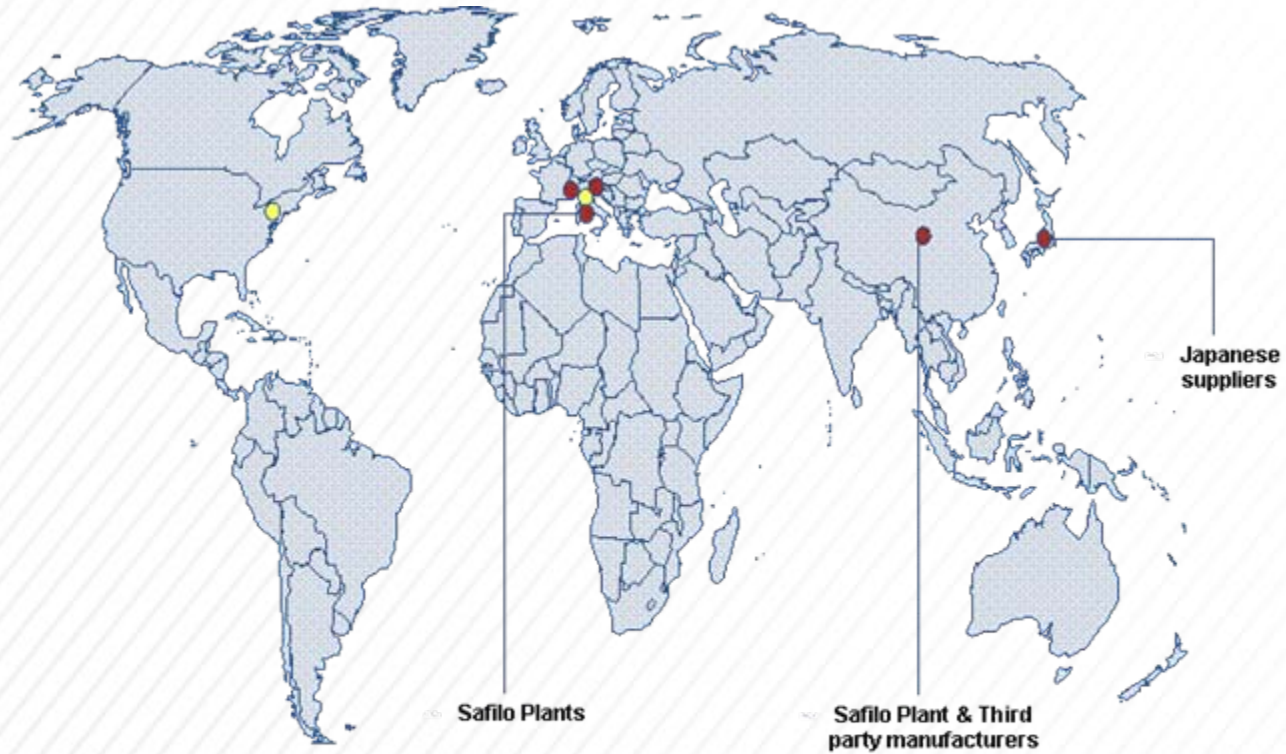 Japanese
suppliers
Safilo Plants
Safilo Plant & Third
party manufacturers